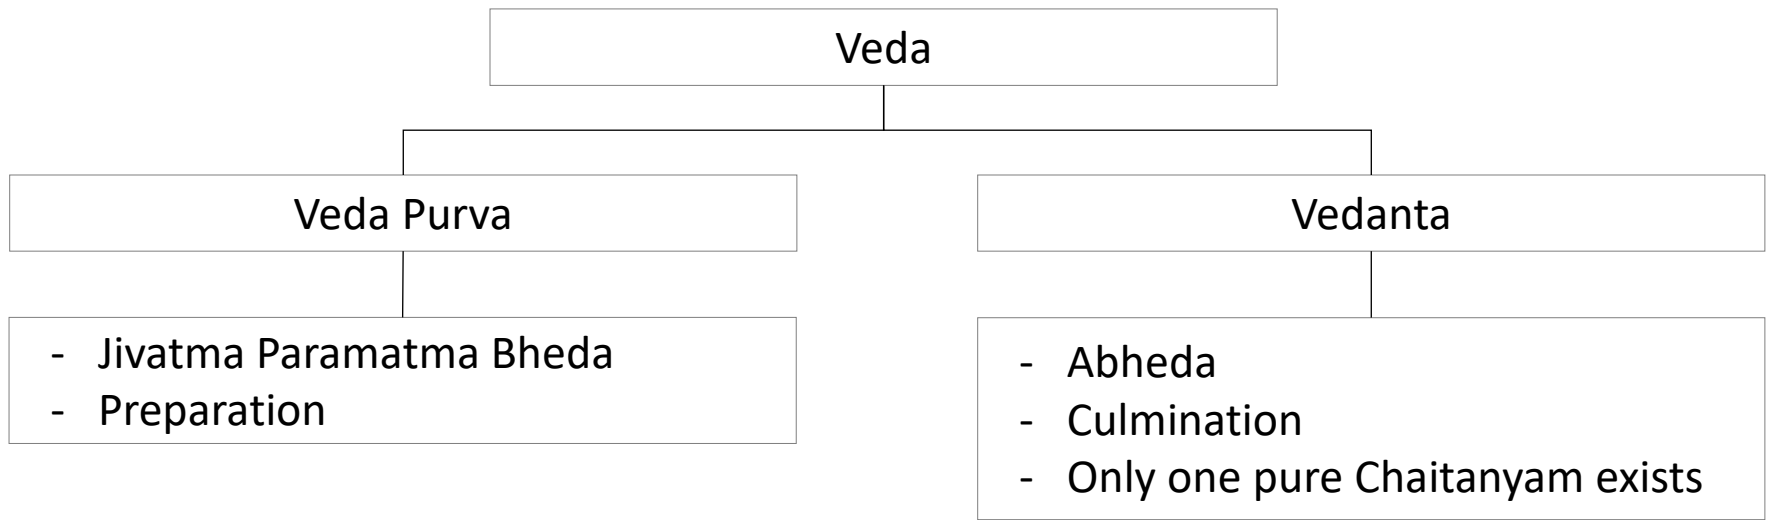 Veda
Veda Purva
Vedanta
- Jivatma Paramatma Bheda
- Preparation
- Abheda
- Culmination
- Only one pure Chaitanyam exists